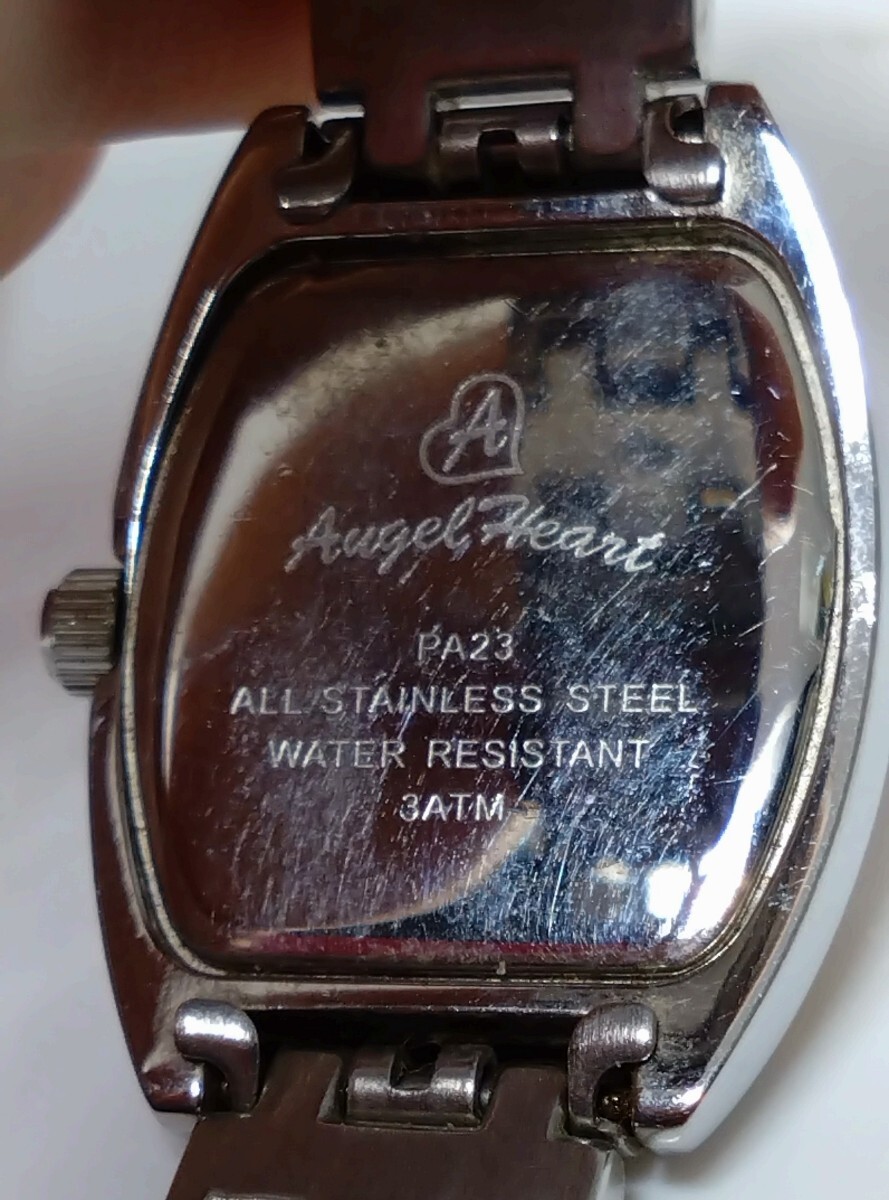 A
Angel Heart
PA23
ALL STAINLESS STEEL
WATER RESISTANT
3ATM